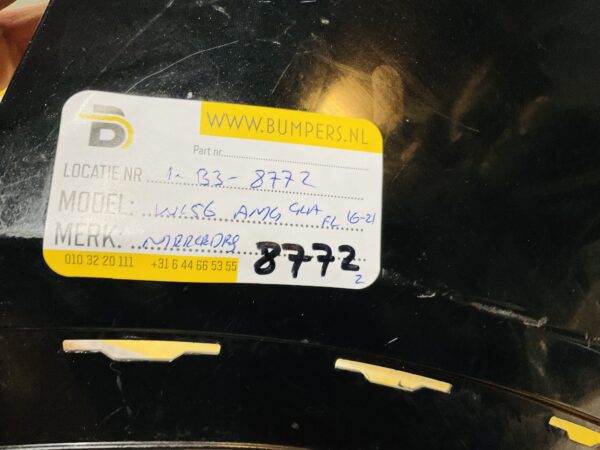 WWW.BUMPERS.NL
Part nr.
LOCATIE.NR 1- B3-8772
MODEL: W156 AMG GLA FL 16-21
MERK: MERCEDES
010 32 20 111 +31 6 44 66 53 55
8772
2